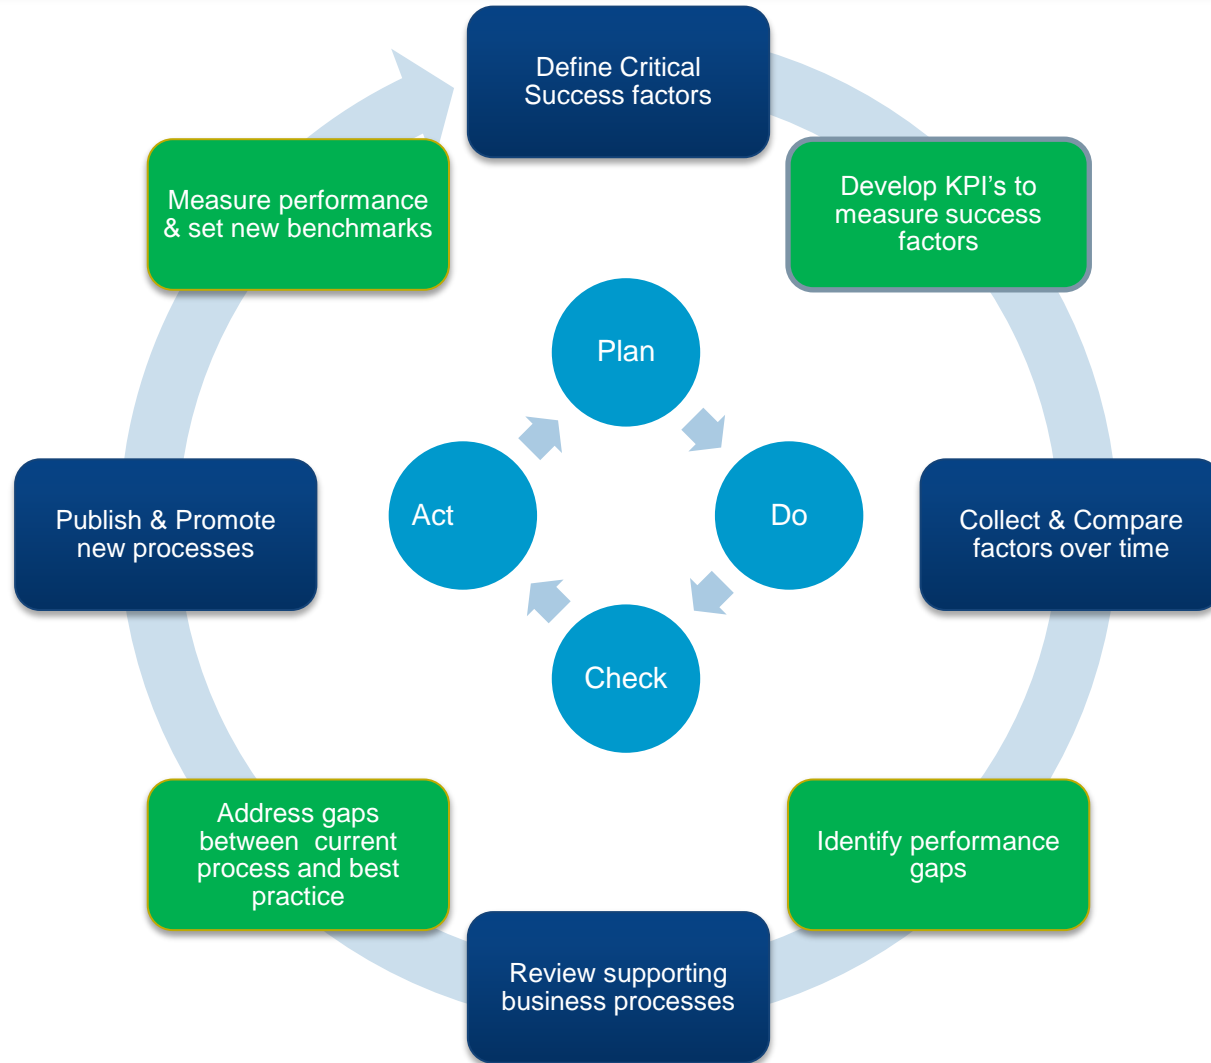 Define Critical
Success factors
Develop KPI’s to
measure success
factors
Collect & Compare
factors over time
Identify performance
gaps
Review supporting
business processes
Address gaps
between  current
process and best
practice
Publish & Promote
new processes
Measure performance
& set new benchmarks
Plan
Do
Check
Act